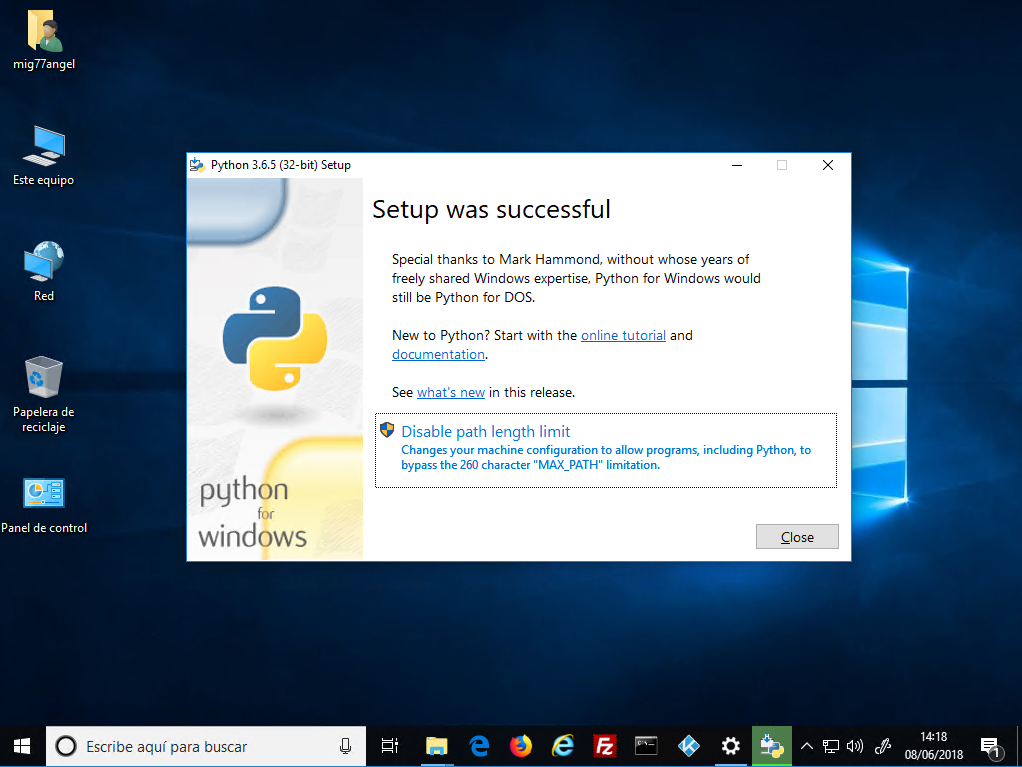 mig77angel
Este equipo
Red
Papelera de
reciclaje
Panel de control
Python 3.6.5 (32-bit) Setup
Setup was successful
Special thanks to Mark Hammond, without whose years of
freely shared Windows expertise, Python for Windows would
still be Python for DOS.
New to Python? Start with the online tutorial and
documentation.
See what's new in this release.
Disable path length limit
Changes your machine configuration to allow programs, including Python, to
bypass the 260 character "MAX_PATH" limitation.
python
for
windows
Close
Escribe aquí para buscar
Fz
14:18
08/06/2018
1